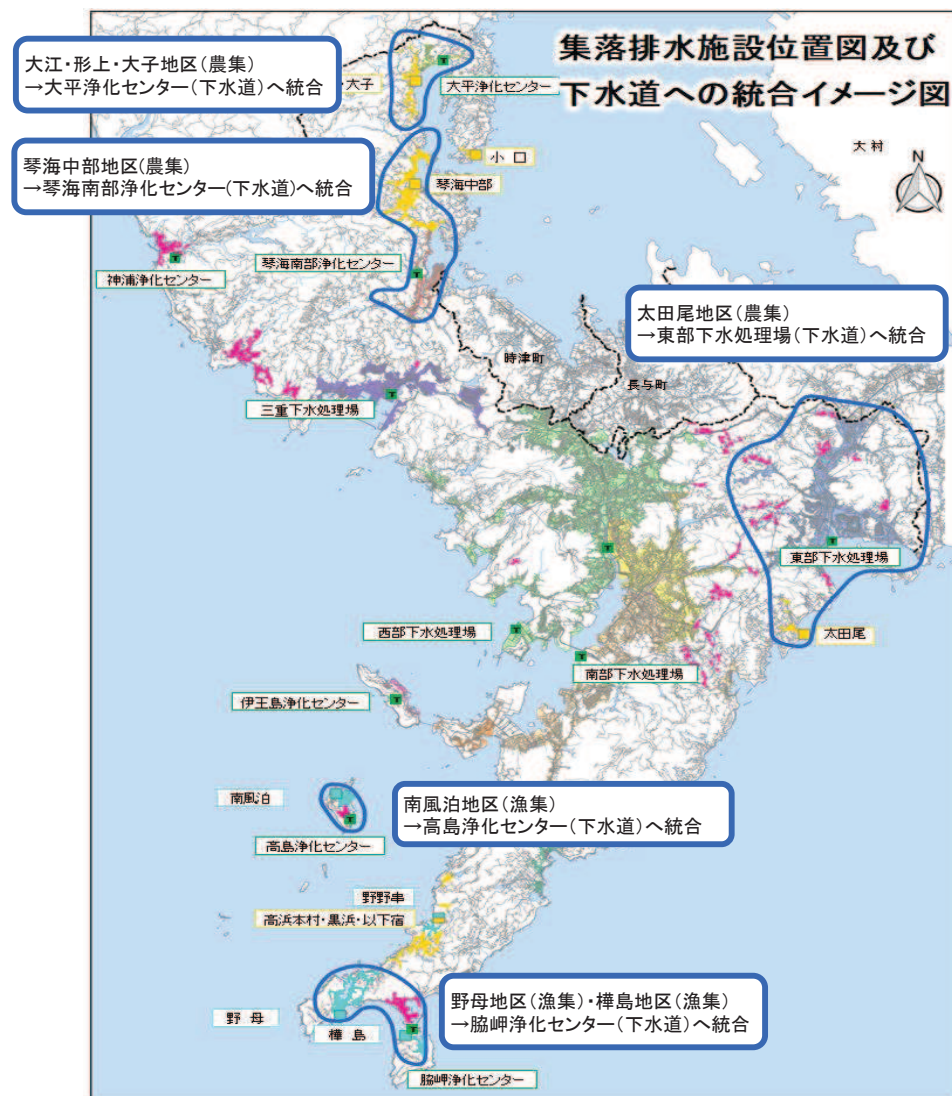 集落排水施設位置図及び
下水道への統合イメージ図
大江・形上・大子地区(農集)
→大平浄化センター(下水道)へ統合
・大子
大平浄化センター
琴海中部地区(農集)
→琴海南部浄化センター(下水道)へ統合
小口
大村
N
琴海中部
琴海南部浄化センター
神浦浄化センター
太田尾地区(農集)
→東部下水処理場(下水道)へ統合
時津町
長与町
三重下水処理場
東部下水処理場
西部下水処理場
太田尾
南部下水処理場
伊王島浄化センター
南風泊
南風泊地区(漁集)
→高島浄化センター(下水道)へ統合
高島浄化センター
野野串
高浜本村・黒浜・以下宿
野母地区(漁集)・樺島地区(漁集)
→脇岬浄化センター(下水道)へ統合
野母
樺島
脇岬浄化センター